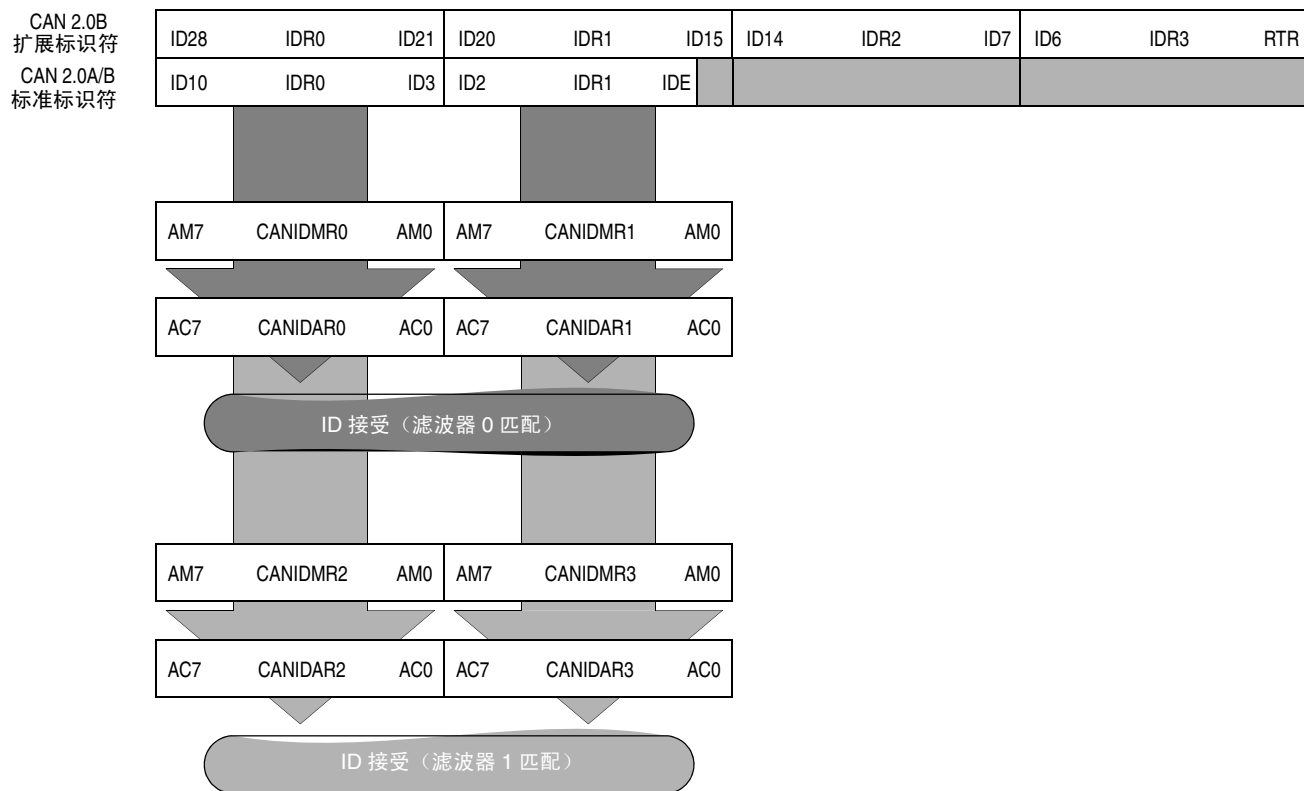 CAN 2.0B
扩展标识符
ID28 IDR0 ID21 ID20 IDR1 ID15 ID14 IDR2 ID7 ID6 IDR3 RTR
CAN 2.0A/B
标准标识符
ID10 IDR0 ID3 ID2 IDR1 IDE
AM7 CANIDMR0 AM0 AM7 CANIDMR1 AM0
AC7 CANIDAR0 AC0 AC7 CANIDAR1 AC0
ID 接受（滤波器 0 匹配）
AM7 CANIDMR2 AM0 AM7 CANIDMR3 AM0
AC7 CANIDAR2 AC0 AC7 CANIDAR3 AC0
ID 接受（滤波器 1 匹配）